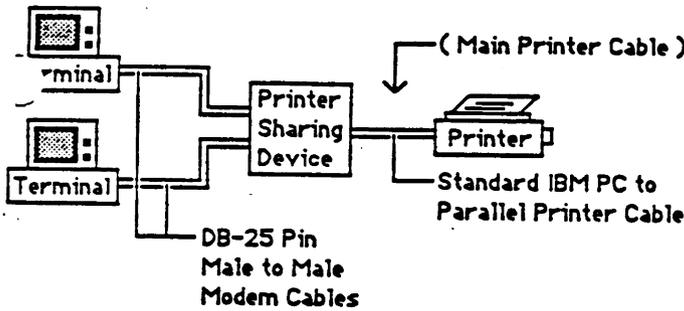 ( Main Printer Cable )
Terminal
Printer
Sharing
Device
Printer
Terminal
Standard IBM PC to
Parallel Printer Cable
DB-25 Pin
Male to Male
Modem Cables